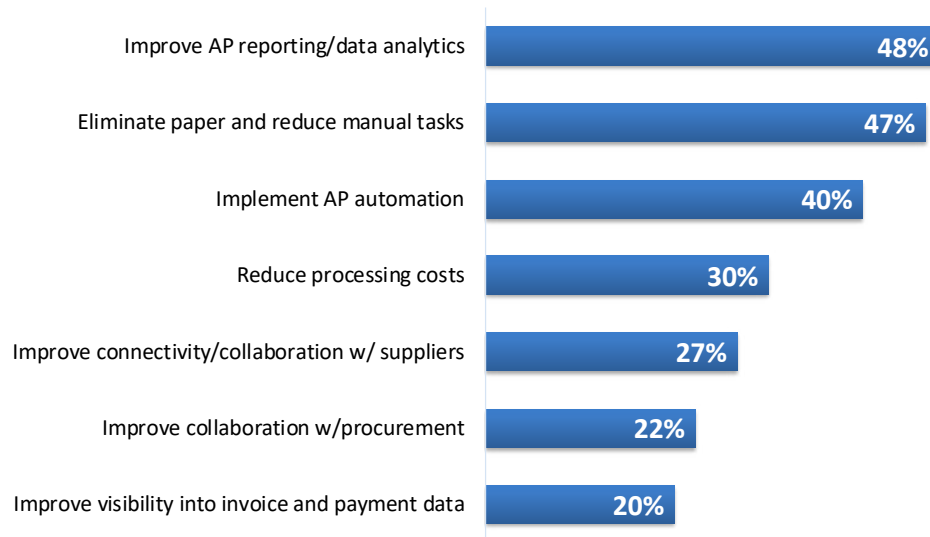 Improve AP reporting/data analytics 48%
Eliminate paper and reduce manual tasks 47%
Implement AP automation 40%
Reduce processing costs 30%
Improve connectivity/collaboration w/ suppliers 27%
Improve collaboration w/procurement 22%
Improve visibility into invoice and payment data 20%